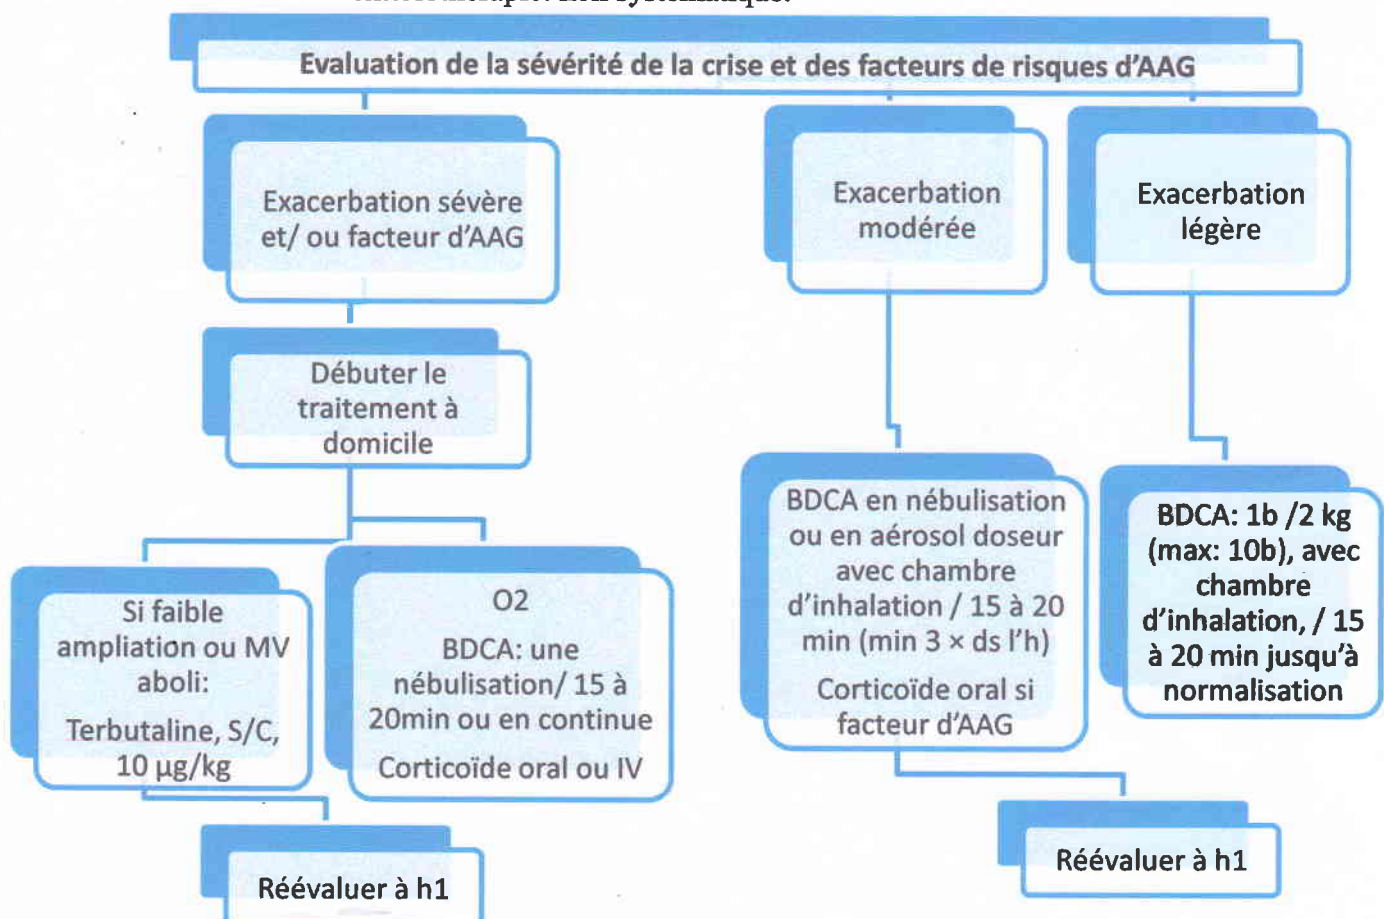 Evaluation de la sévérité de la crise et des facteurs de risques d'AAG
Exacerbation sévère
et/ ou facteur d'AAG
Exacerbation
modérée
Exacerbation
légère
Débuter le
traitement à
domicile
Si faible
ampliation ou MV
aboli:
Terbutaline, S/C,
10 µg/kg
O2
BDCA: une
nébulisation/ 15 à
20min ou en continue
Corticoïde oral ou IV
BDCA en nébulisation
ou en aérosol doseur
avec chambre
d'inhalation / 15 à 20
min (min 3 × ds l'h)
Corticoïde oral si
facteur d'AAG
BDCA: 1b /2 kg
(max: 10b), avec
chambre
d'inhalation, / 15
à 20 min jusqu'à
normalisation
Réévaluer à h1
Réévaluer à h1